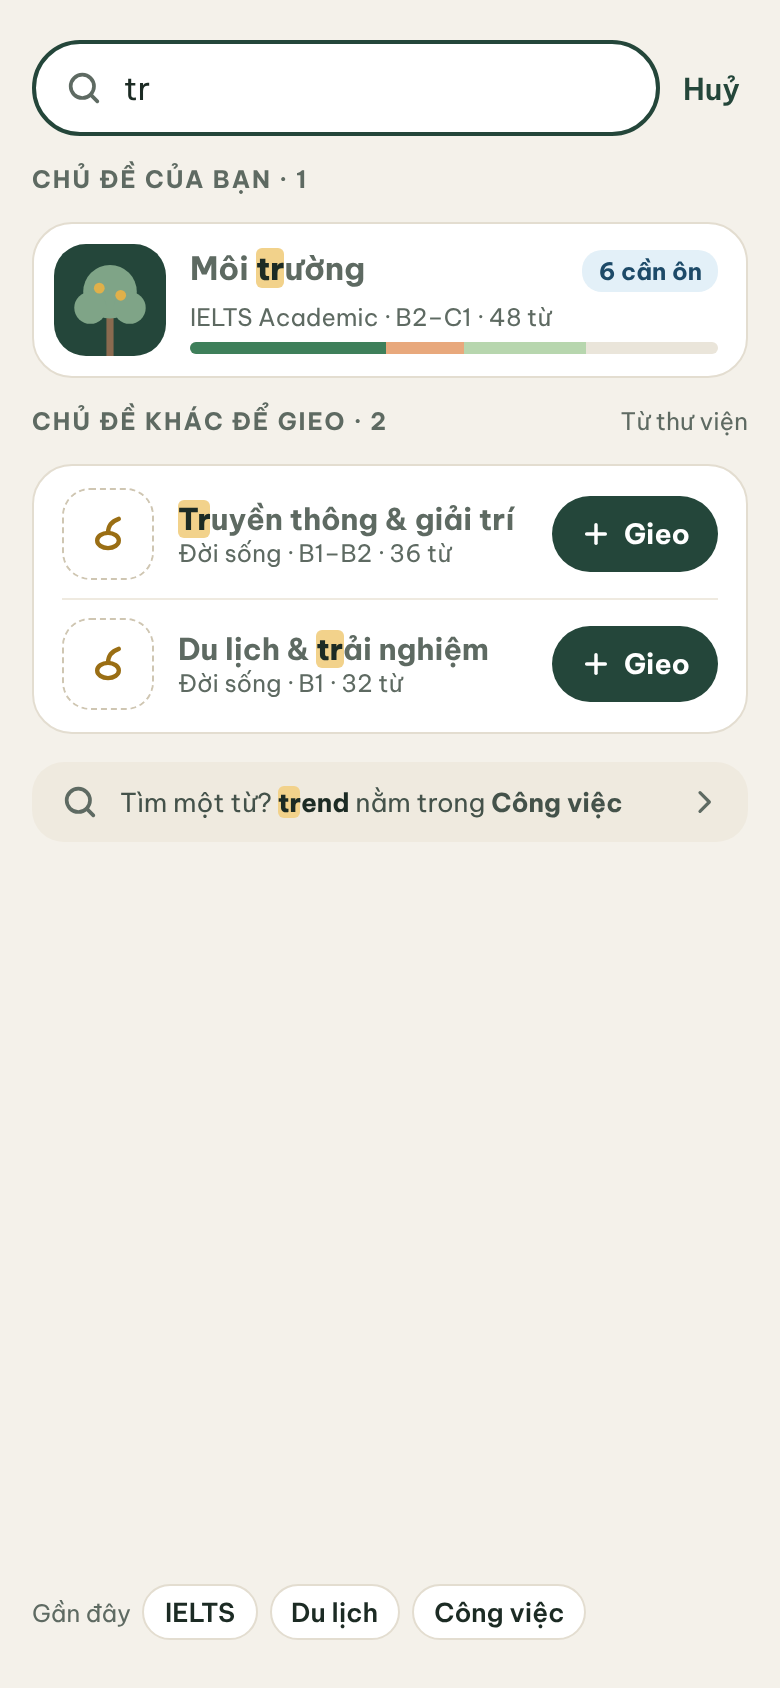 tr
Huỷ
CHỦ ĐỀ CỦA BẠN · 1
Môi trường
6 cần ôn
IELTS Academic · B2–C1 · 48 từ
CHỦ ĐỀ KHÁC ĐỂ GIEO · 2
Từ thư viện
Truyền thông & giải trí
Đời sống · B1–B2 · 36 từ
+ Gieo
Du lịch & trải nghiệm
Đời sống · B1 · 32 từ
+ Gieo
Tìm một từ? trend nằm trong Công việc
Gần đây
IELTS
Du lịch
Công việc